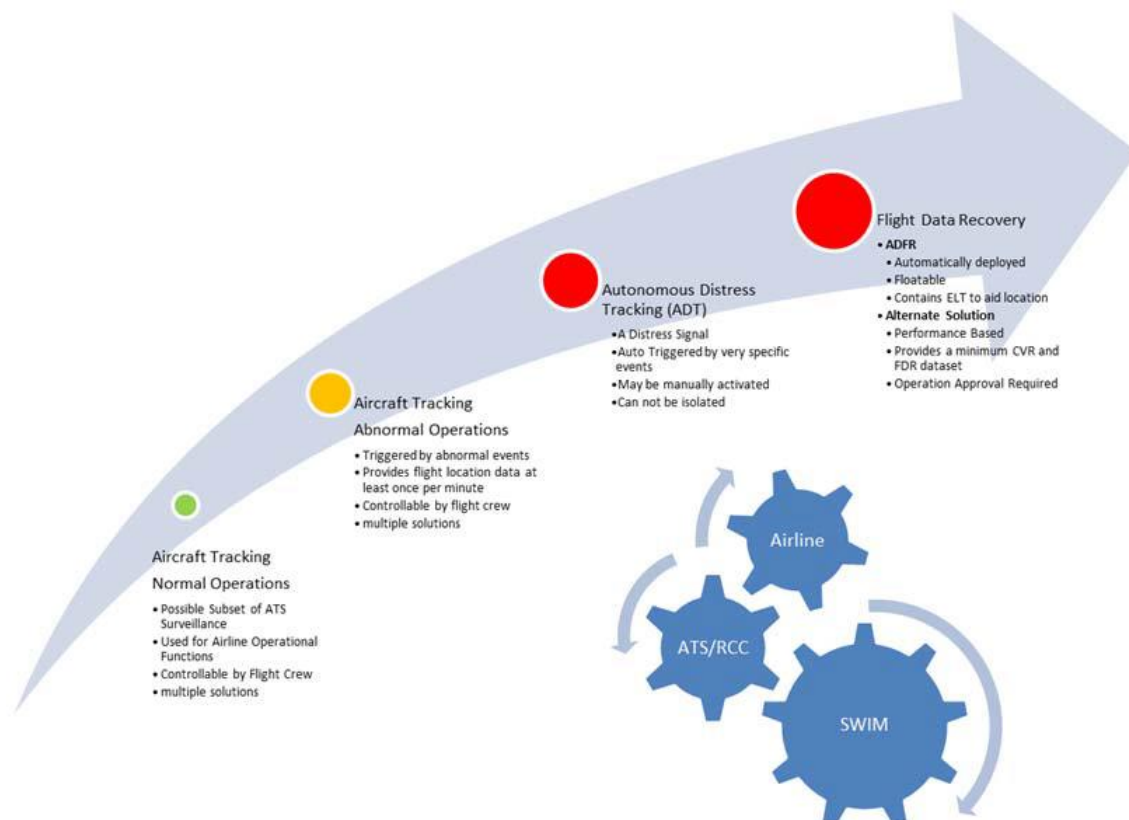 Aircraft Tracking
Normal Operations
• Possible Subset of ATS
Surveillance
• Used for Airline Operational
Functions
• Controllable by Flight Crew
• multiple solutions
Aircraft Tracking
Abnormal Operations
• Triggered by abnormal events
• Provides flight location data at
least once per minute
• Controllable by flight crew
• multiple solutions
Autonomous Distress
Tracking (ADT)
• A Distress Signal
• Auto Triggered by very specific
events
• May be manually activated
• Can not be isolated
Flight Data Recovery
• ADFR
• Automatically deployed
• Floatable
• Contains ELT to aid location
• Alternate Solution
• Performance Based
• Provides a minimum CVR and
FDR dataset
• Operation Approval Required
Airline
ATS/RCC
SWIM